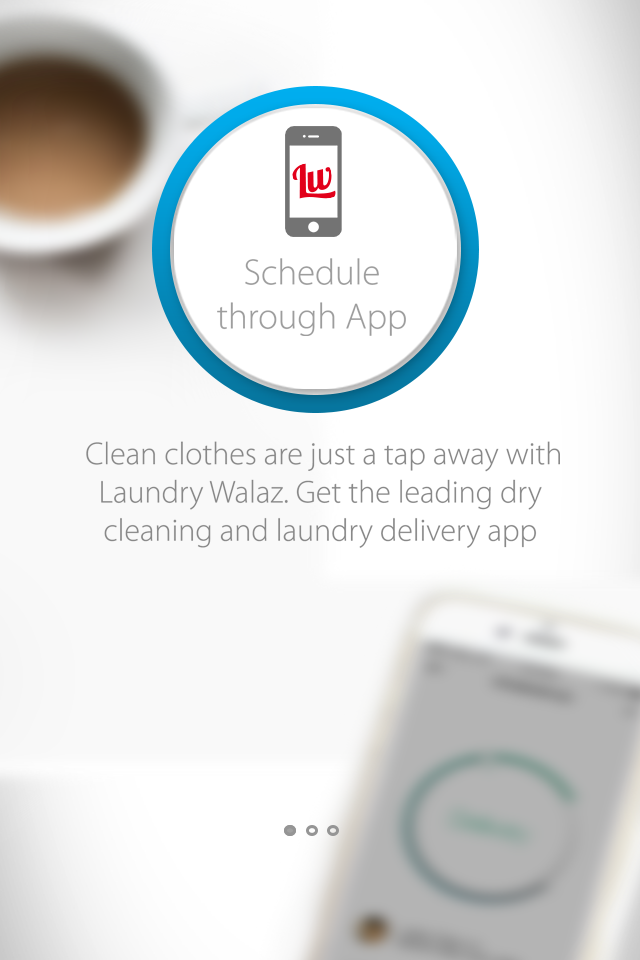 Lw
Schedule
through App
Clean clothes are just a tap away with
Laundry Walaz. Get the leading dry
cleaning and laundry delivery app